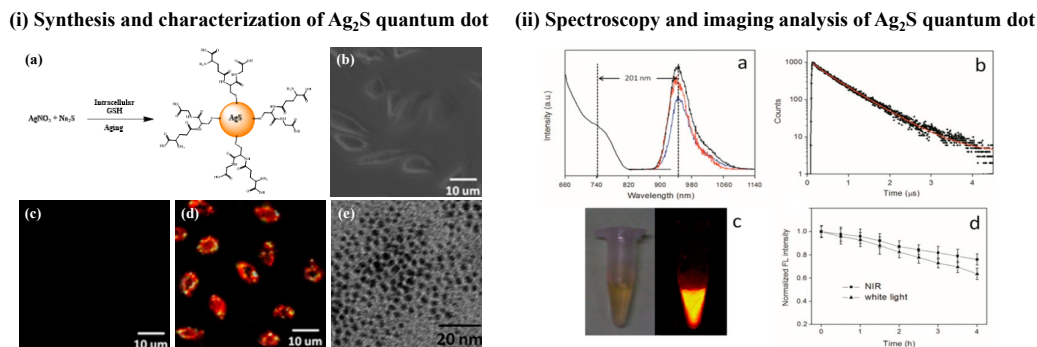 (i) Synthesis and characterization of Ag₂S quantum dot
(ii) Spectroscopy and imaging analysis of Ag₂S quantum dot
(a)
AgNO₃ + Na₂S
Intracellular
GSH
Aging
AgS
(b)
10 um
(c)
10 um
(d)
10 um
(e)
20 nm
a
201 nm
Intensity (a.u.)
660 740 820 900 980 1060 1140
Wavelength (nm)
b
Counts
1000
100
10
1
0 1 2 3 4
Time (μs)
c
d
Normalized FL intensity
1.0
0.8
0.6
0.4
0.2
NIR
white light
0 1 2 3 4
Time (h)